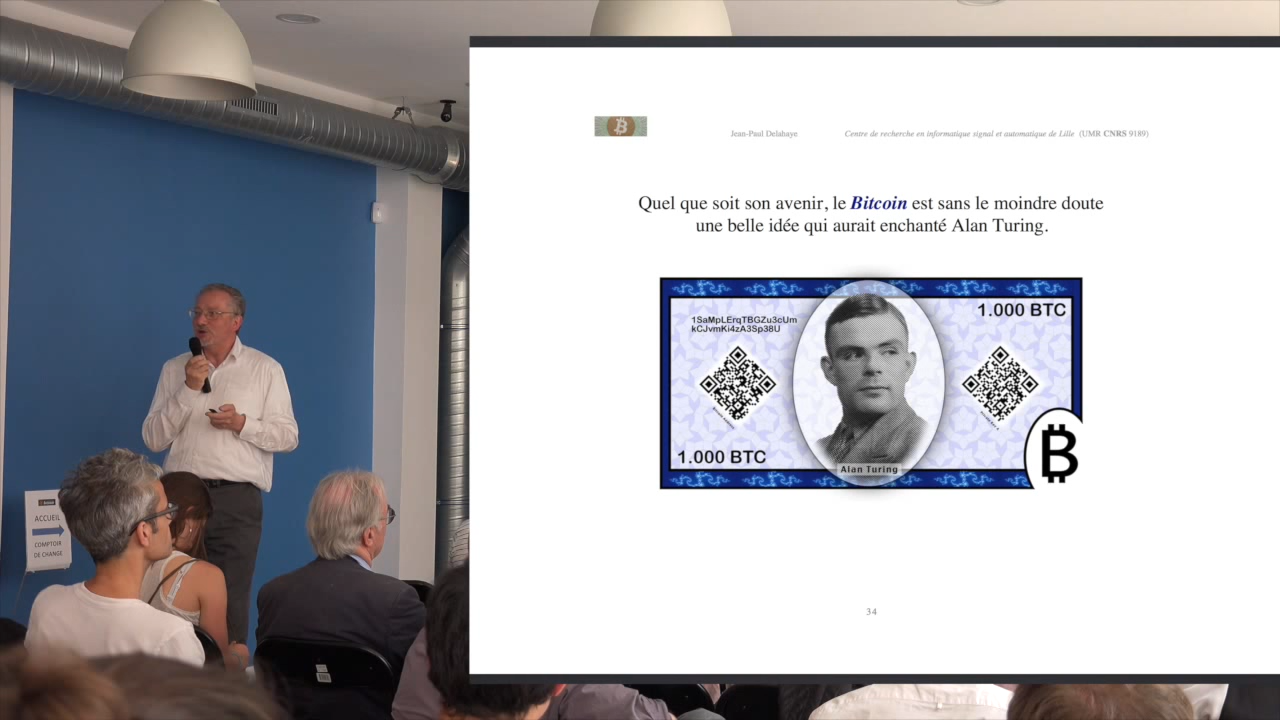 Jean-Paul Delahaye
Centre de recherche en informatique signal et automatique de Lille (UMR CNRS 9189)
Quel que soit son avenir, le Bitcoin est sans le moindre doute
une belle idée qui aurait enchanté Alan Turing.
1SaMpLErqTBGZu3cUm
kCJvmKi4zA3Sp38U
1.000 BTC
1.000 BTC
Alan Turing
34
ACCUEIL
COMPTOIR
DE CHANGE